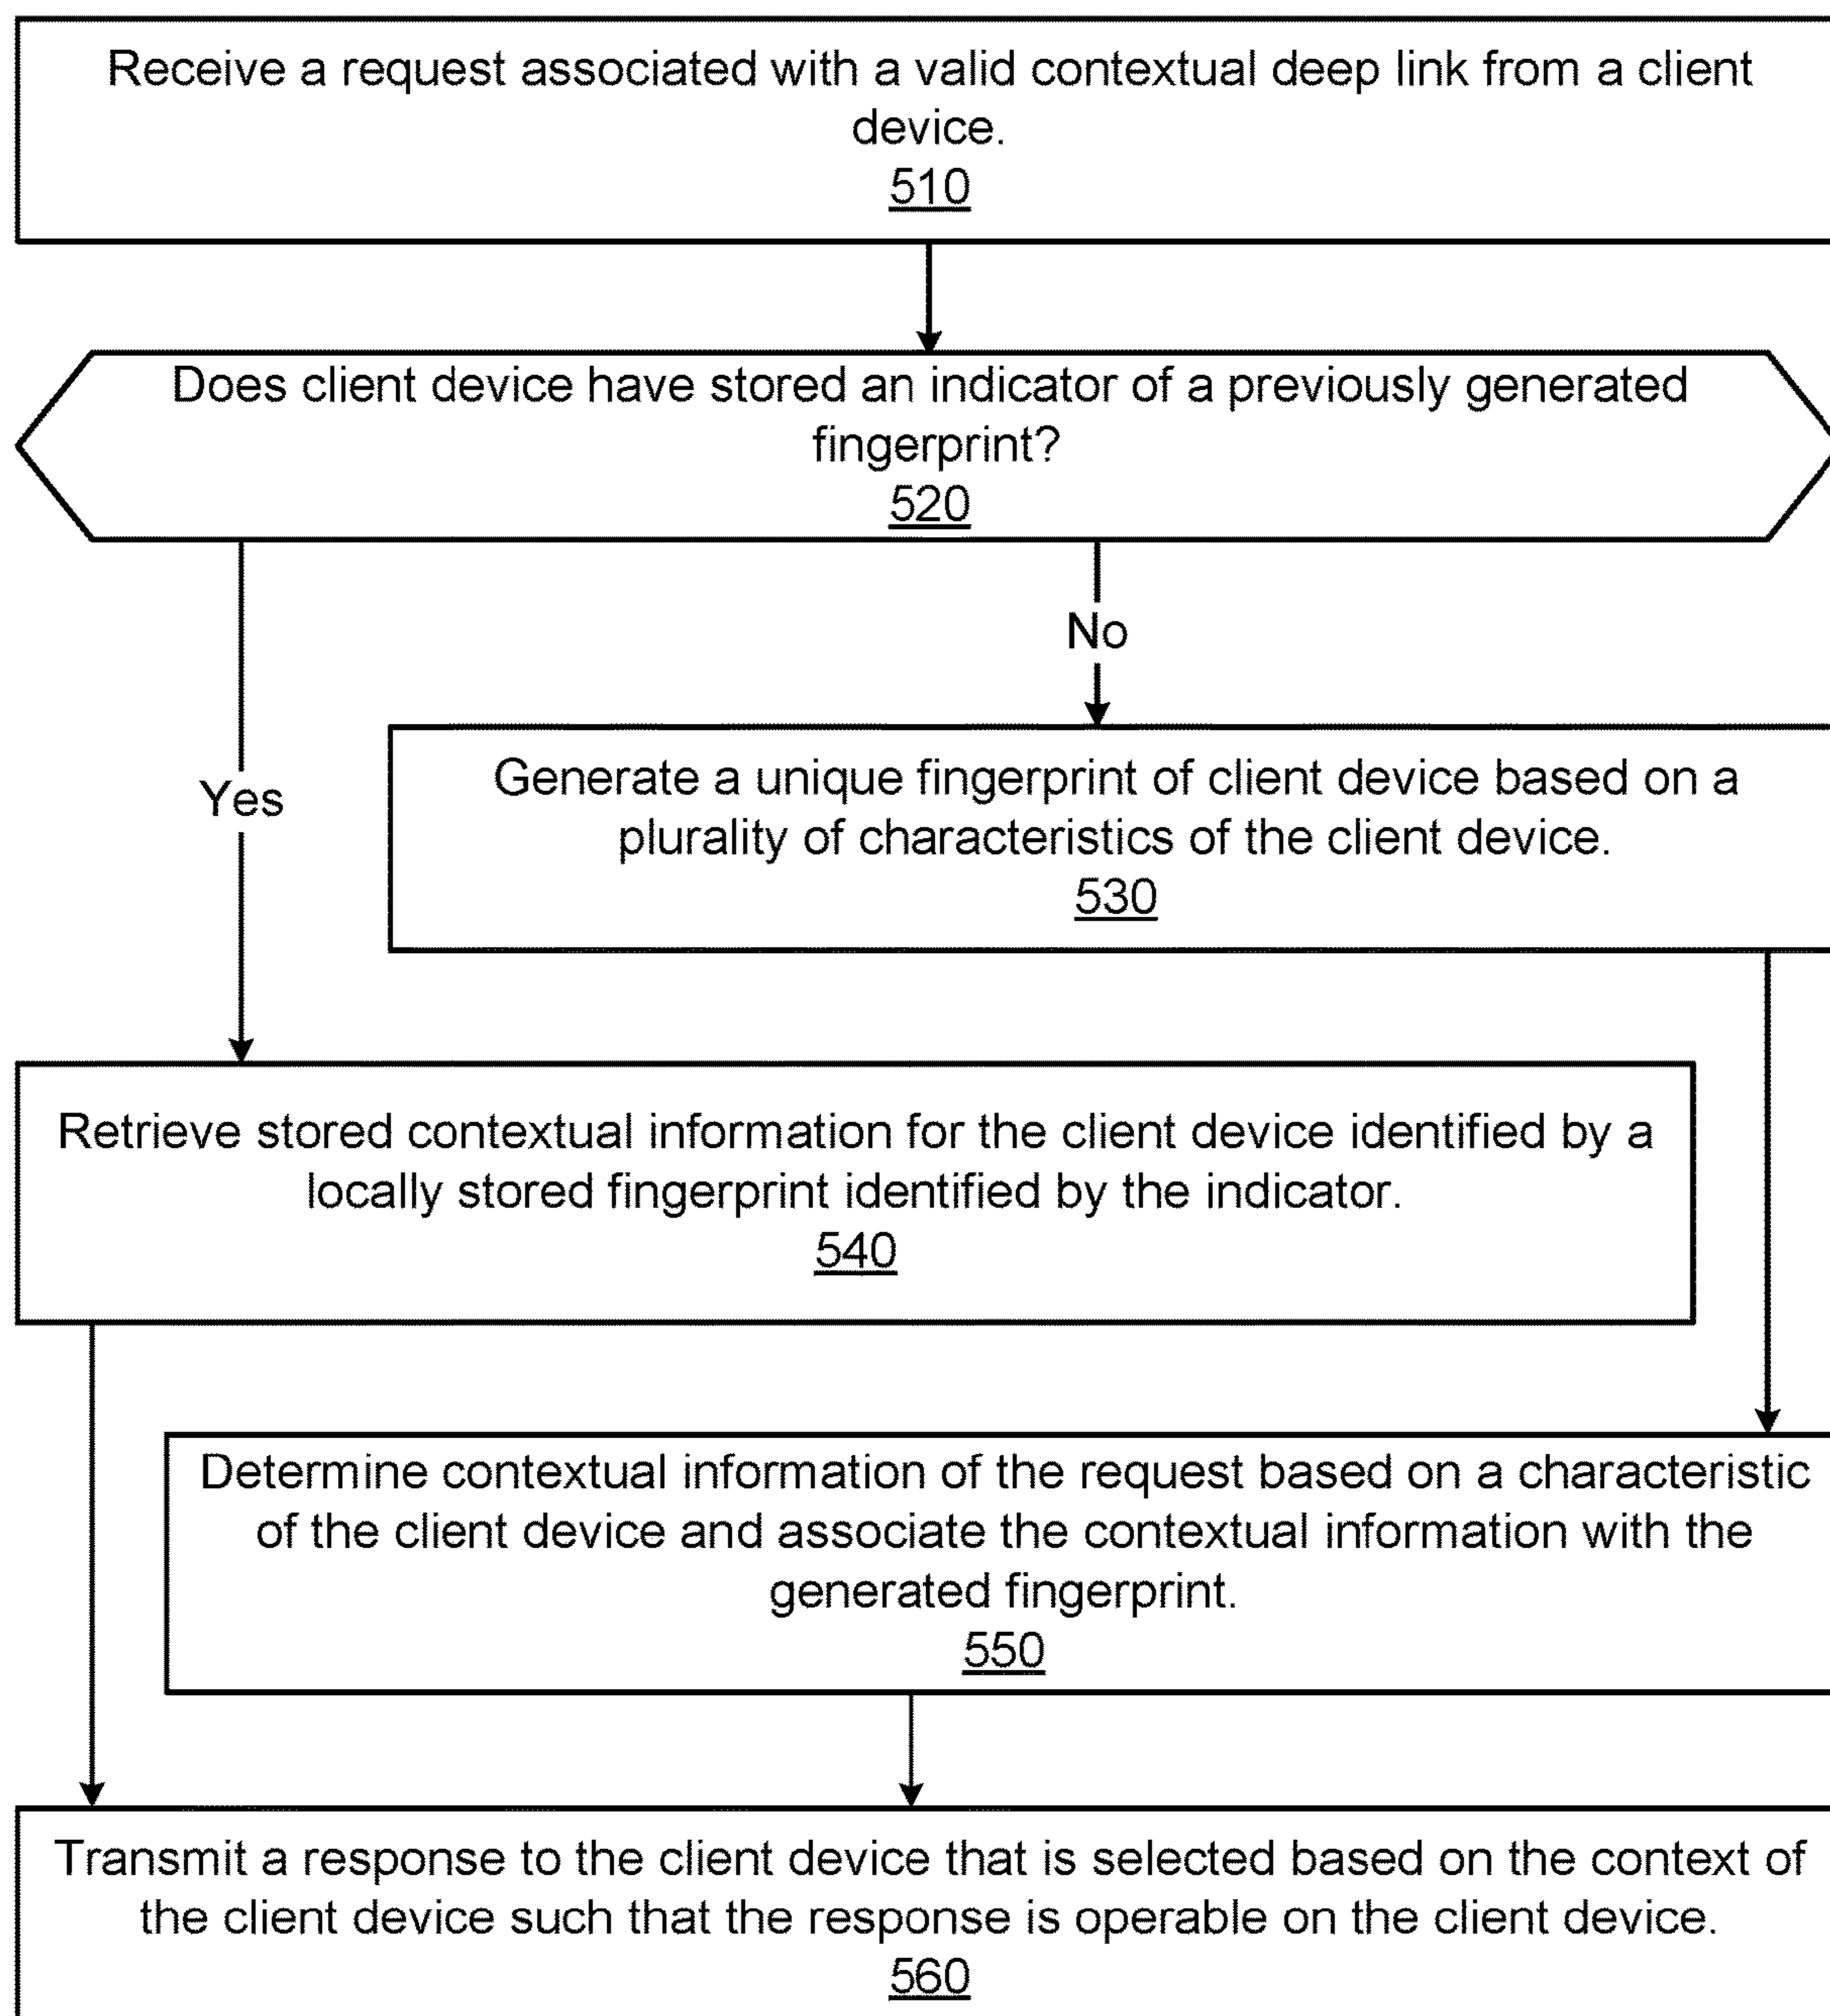 Receive a request associated with a valid contextual deep link from a client
device.
510
Does client device have stored an indicator of a previously generated
fingerprint?
520
No
Yes
Generate a unique fingerprint of client device based on a
plurality of characteristics of the client device.
530
Retrieve stored contextual information for the client device identified by a
locally stored fingerprint identified by the indicator.
540
Determine contextual information of the request based on a characteristic
of the client device and associate the contextual information with the
generated fingerprint.
550
Transmit a response to the client device that is selected based on the context of
the client device such that the response is operable on the client device.
560